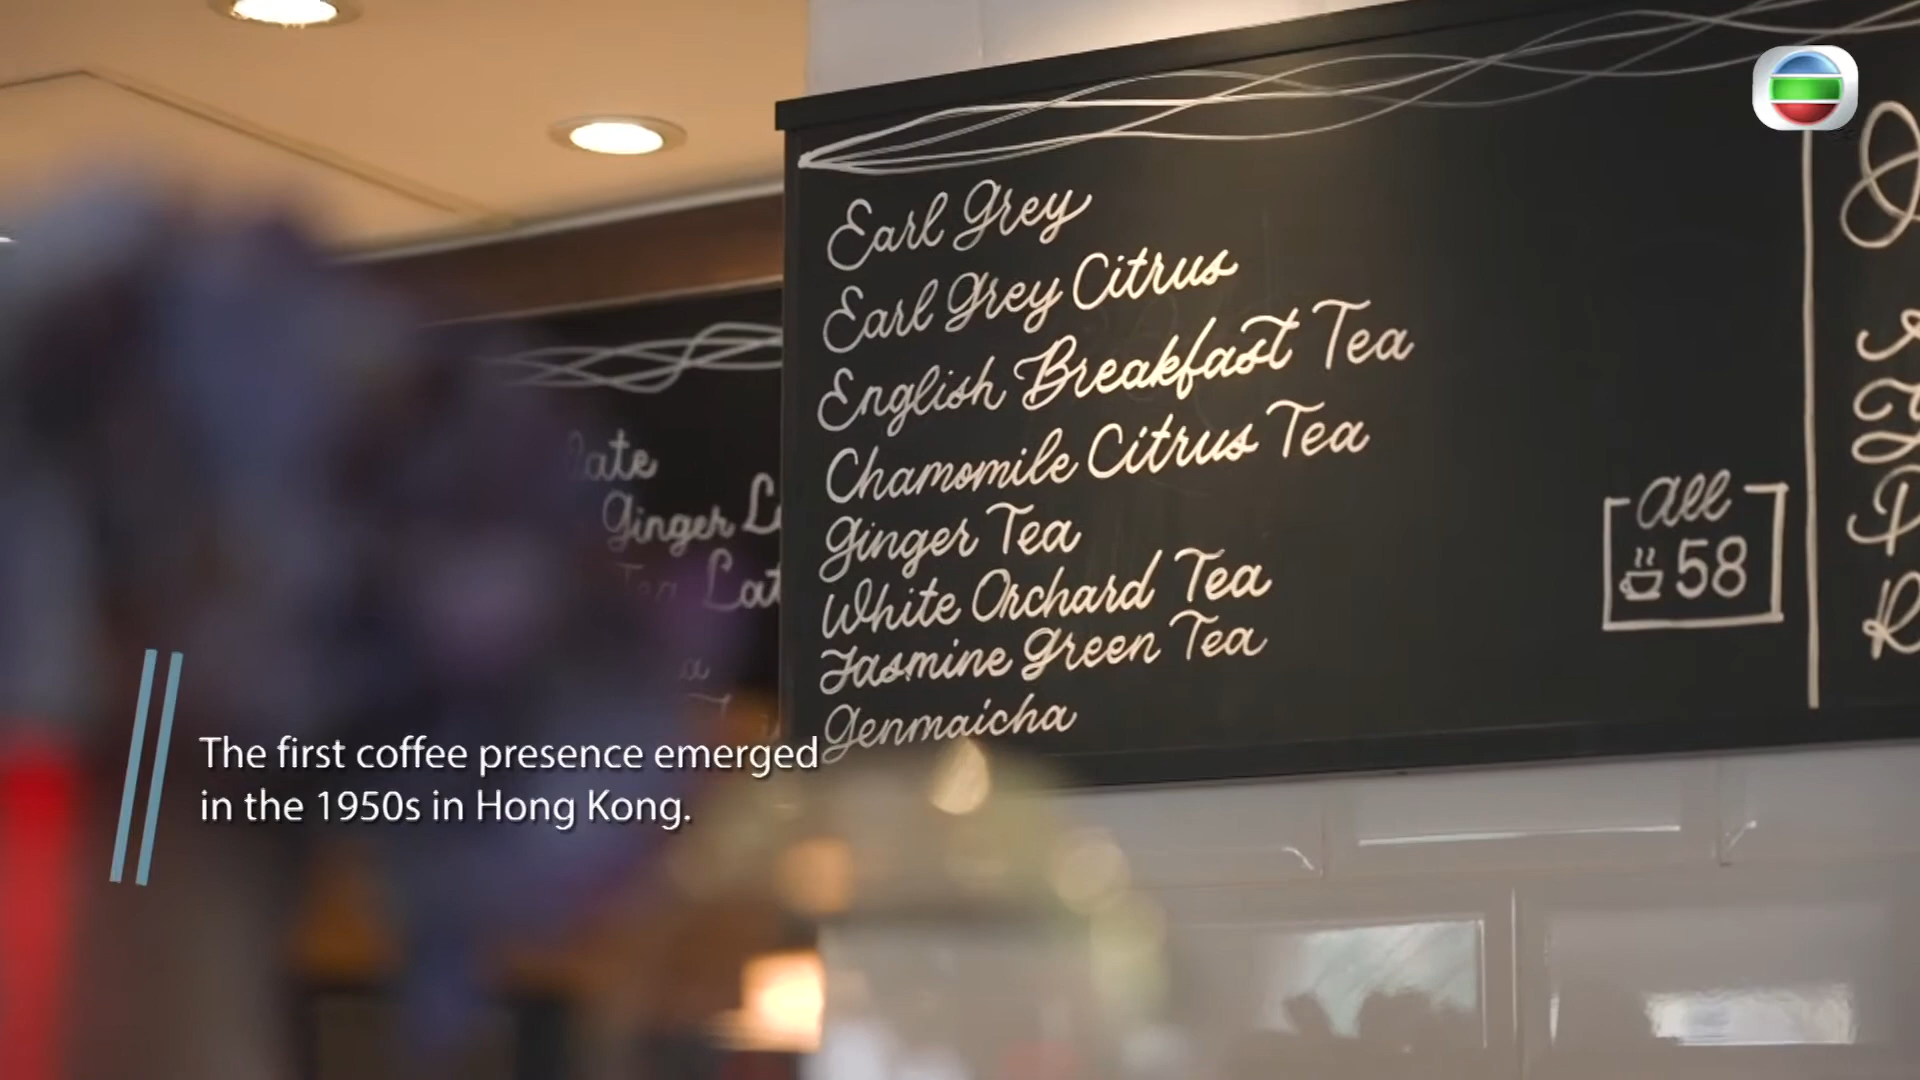 Earl Grey
Earl Grey Citrus
English Breakfast Tea
Chamomile Citrus Tea
Ginger Tea
White Orchard Tea
Jasmine Green Tea
Genmaicha
All
58
Ginger
Tea
The first coffee presence emerged
in the 1950s in Hong Kong.